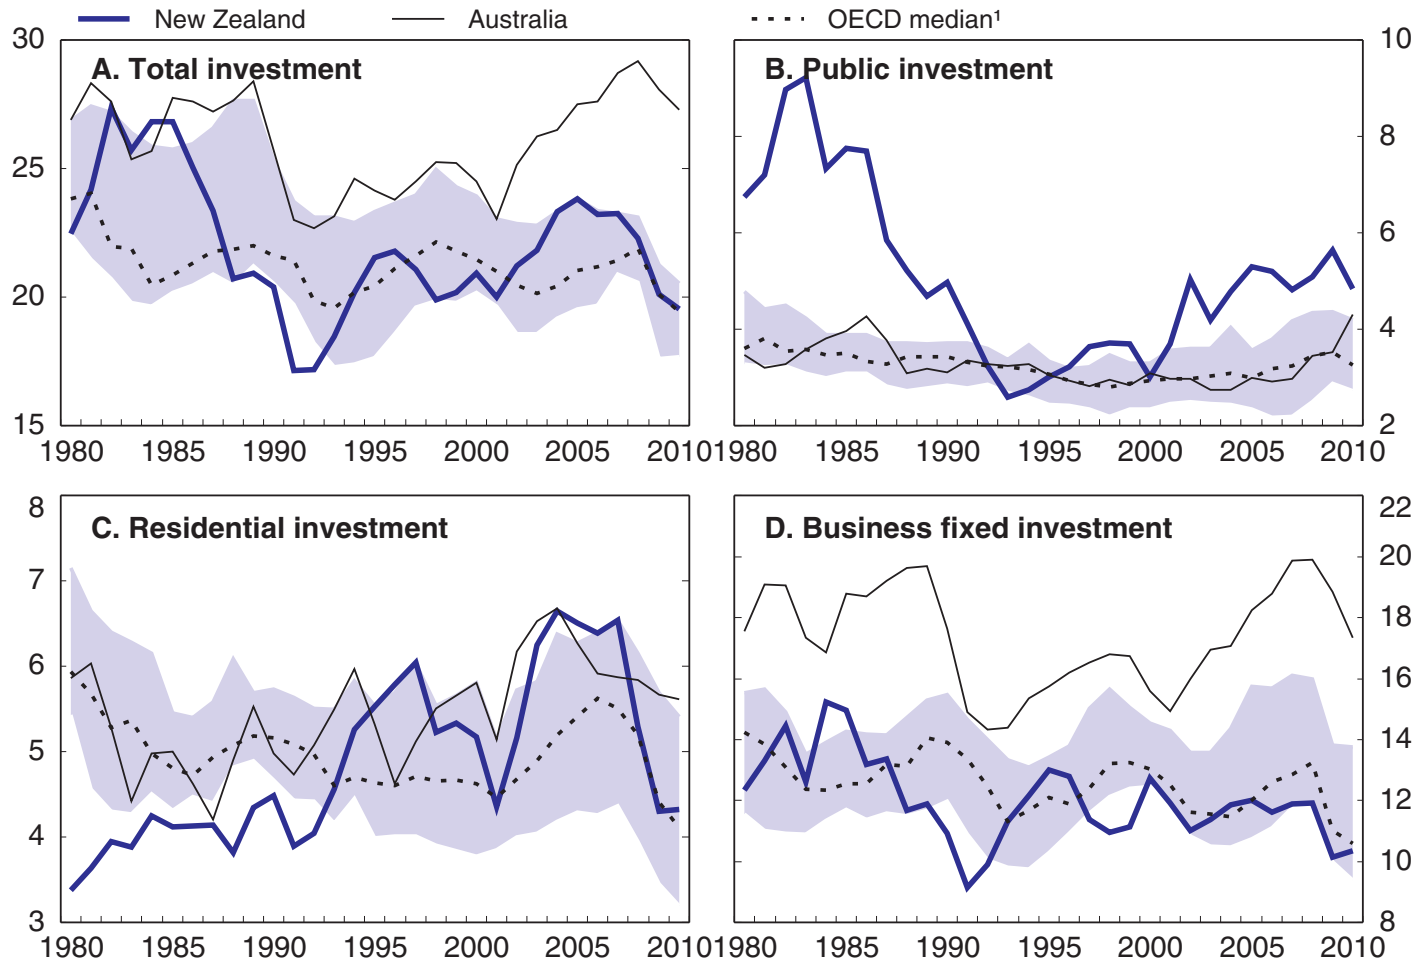 New Zealand Australia OECD median¹
30 10
A. Total investment B. Public investment
25 8
6
20 4
15 2
1980 1985 1990 1995 2000 2005 2010 1980 1985 1990 1995 2000 2005 2010
8 22
C. Residential investment D. Business fixed investment
7 20
18
6 16
5 14
12
4 10
3 8
1980 1985 1990 1995 2000 2005 2010 1980 1985 1990 1995 2000 2005 2010